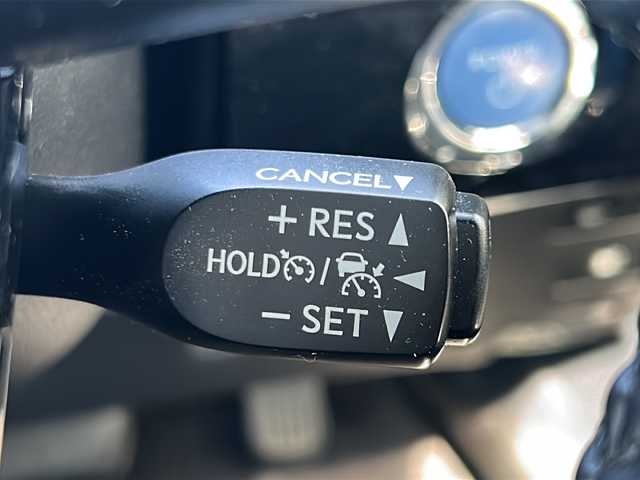 CANCEL▼
+ RES ▲
HOLD / ◀
− SET ▼